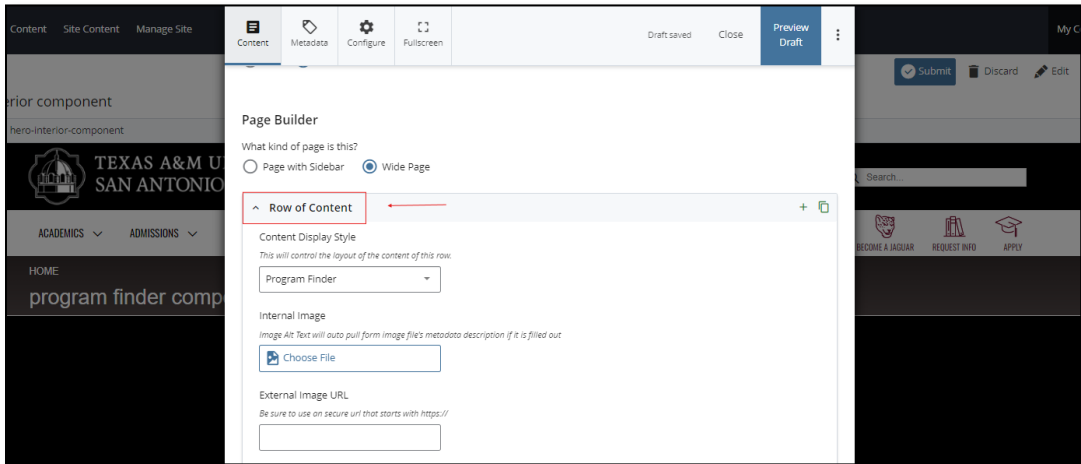 Content Site Content Manage Site
Content Metadata Configure Fullscreen Draft saved Close Preview Draft
My C
Submit Discard Edit
erior component
hero-interior-component
TEXAS A&M U
SAN ANTONIO
Search...
ACADEMICS ADMISSIONS
BECOME A JAGUAR REQUEST INFO APPLY
HOME
program finder comp
Page Builder
What kind of page is this?
Page with Sidebar Wide Page
Row of Content
Content Display Style
This will control the layout of the content of this row.
Program Finder
Internal Image
Image Alt Text will auto pull form image file's metadata description if it is filled out
Choose File
External Image URL
Be sure to use an secure url that starts with https://